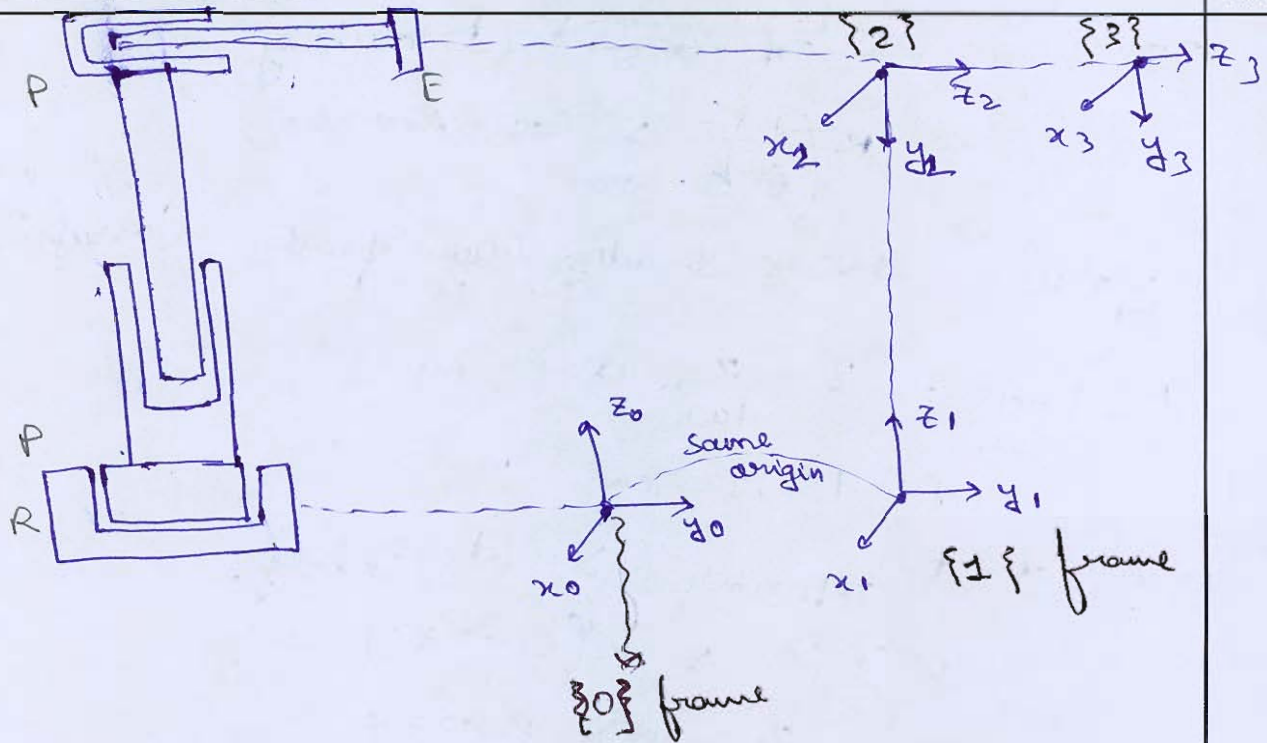 {2} {3}
z₃
P E z₂
x₂ y₂ x₃ y₃
z₀ z₁
P same
origin
R y₀ y₁
x₀ x₁ {1} frame
{0} frame